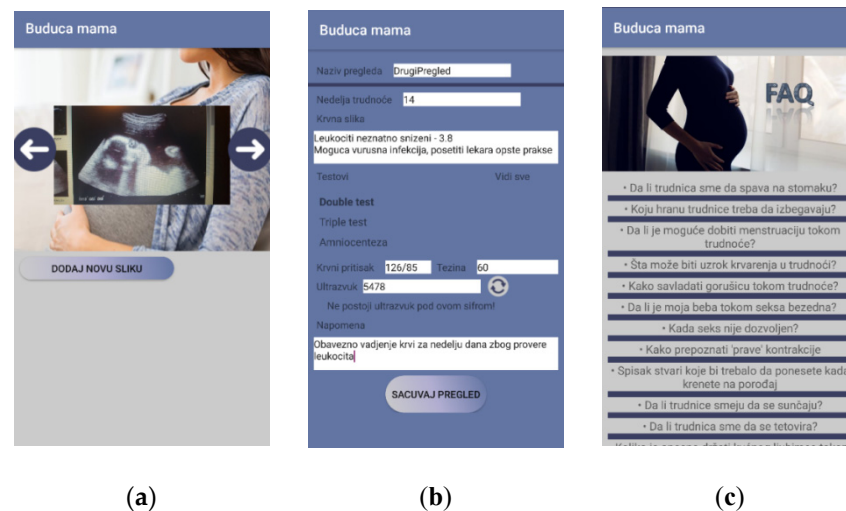 Buduca mama
DODAJ NOVU SLIKU
(a)
Buduca mama
Naziv pregleda DrugiPregled
Nedelja trudnoće 14
Krvna slika
Leukociti neznatno snizeni - 3.8
Moguca vurusna infekcija, posetiti lekara opste prakse
Testovi Vidi sve
Double test
Triple test
Amniocenteza
Krvni pritisak 126/85 Tezina 60
Ultrazvuk 5478
Ne postoji ultrazvuk pod ovom sifrom!
Napomena
Obavezno vadjenje krvi za nedelju dana zbog provere
leukocita
SACUVAJ PREGLED
(b)
Buduca mama
FAQ
• Da li trudnica sme da spava na stomaku?
• Koju hranu trudnice treba da izbegavaju?
• Da li je moguće dobiti menstruaciju tokom
trudnoće?
• Šta može biti uzrok krvarenja u trudnoći?
• Kako savladati gorušicu tokom trudnoće?
• Da li je moja beba tokom seksa bezedna?
• Kada seks nije dozvoljen?
• Kako prepoznati 'prave' kontrakcije
• Spisak stvari koje bi trebalo da ponesete kada
krenete na porođaj
• Da li trudnice smeju da se sunčaju?
• Da li trudnica sme da se tetovira?
(c)